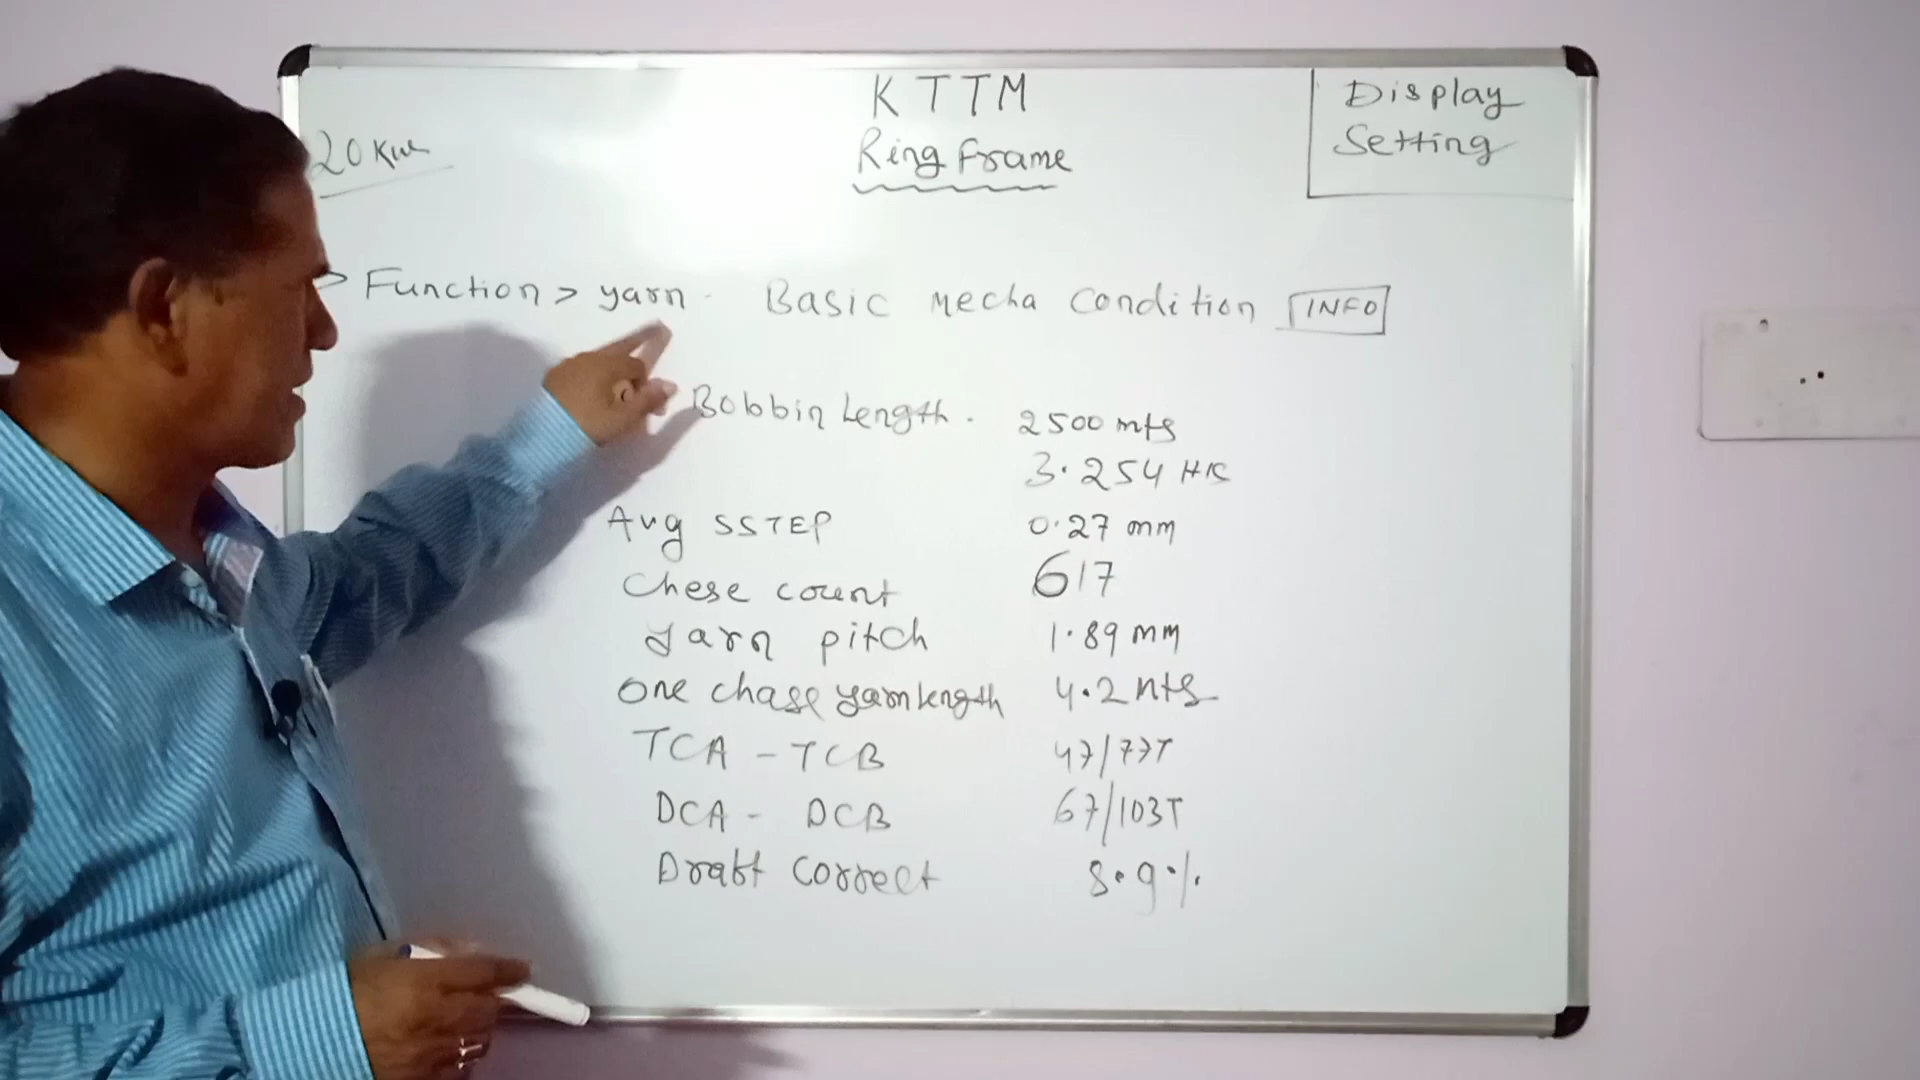 KTTM
Ring Frame
Display
Setting
20 KW
> Function > yarn - Basic Mecha Condition INFO
Bobbin Length - 2500 mts
3.254 Hrs
Avg SSTEP 0.27 mm
Chese count 617
Yarn pitch 1.89 mm
One chase yarn length 4.2 mts
TCA - TCB 47/77T
DCA - DCB 67/103T
Draft Correct 8.9%